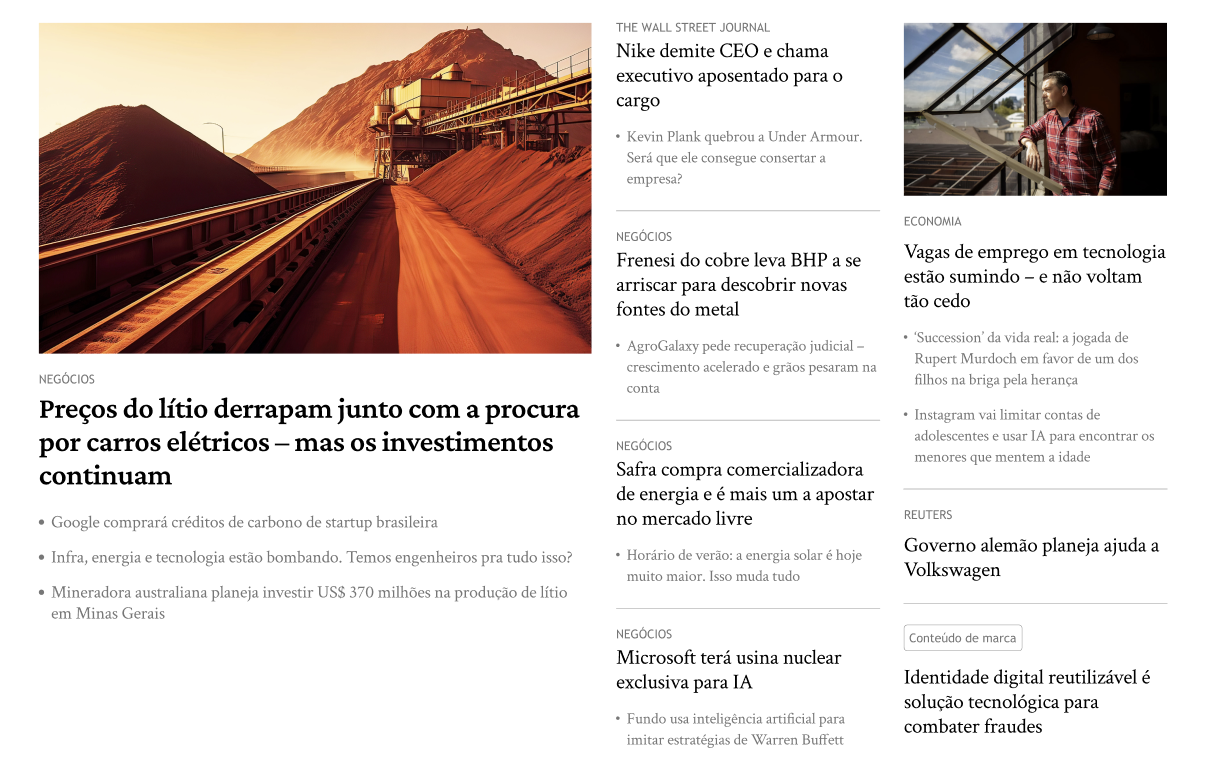 NEGÓCIOS
Preços do lítio derrapam junto com a procura
por carros elétricos – mas os investimentos
continuam
• Google comprará créditos de carbono de startup brasileira
• Infra, energia e tecnologia estão bombando. Temos engenheiros pra tudo isso?
• Mineradora australiana planeja investir US$ 370 milhões na produção de lítio
em Minas Gerais
THE WALL STREET JOURNAL
Nike demite CEO e chama
executivo aposentado para o
cargo
• Kevin Plank quebrou a Under Armour.
Será que ele consegue consertar a
empresa?
NEGÓCIOS
Frenesi do cobre leva BHP a se
arriscar para descobrir novas
fontes do metal
• AgroGalaxy pede recuperação judicial –
crescimento acelerado e grãos pesaram na
conta
NEGÓCIOS
Safra compra comercializadora
de energia e é mais um a apostar
no mercado livre
• Horário de verão: a energia solar é hoje
muito maior. Isso muda tudo
NEGÓCIOS
Microsoft terá usina nuclear
exclusiva para IA
• Fundo usa inteligência artificial para
imitar estratégias de Warren Buffett
ECONOMIA
Vagas de emprego em tecnologia
estão sumindo – e não voltam
tão cedo
• ‘Succession’ da vida real: a jogada de
Rupert Murdoch em favor de um dos
filhos na briga pela herança
• Instagram vai limitar contas de
adolescentes e usar IA para encontrar os
menores que mentem a idade
REUTERS
Governo alemão planeja ajuda a
Volkswagen
Conteúdo de marca
Identidade digital reutilizável é
solução tecnológica para
combater fraudes